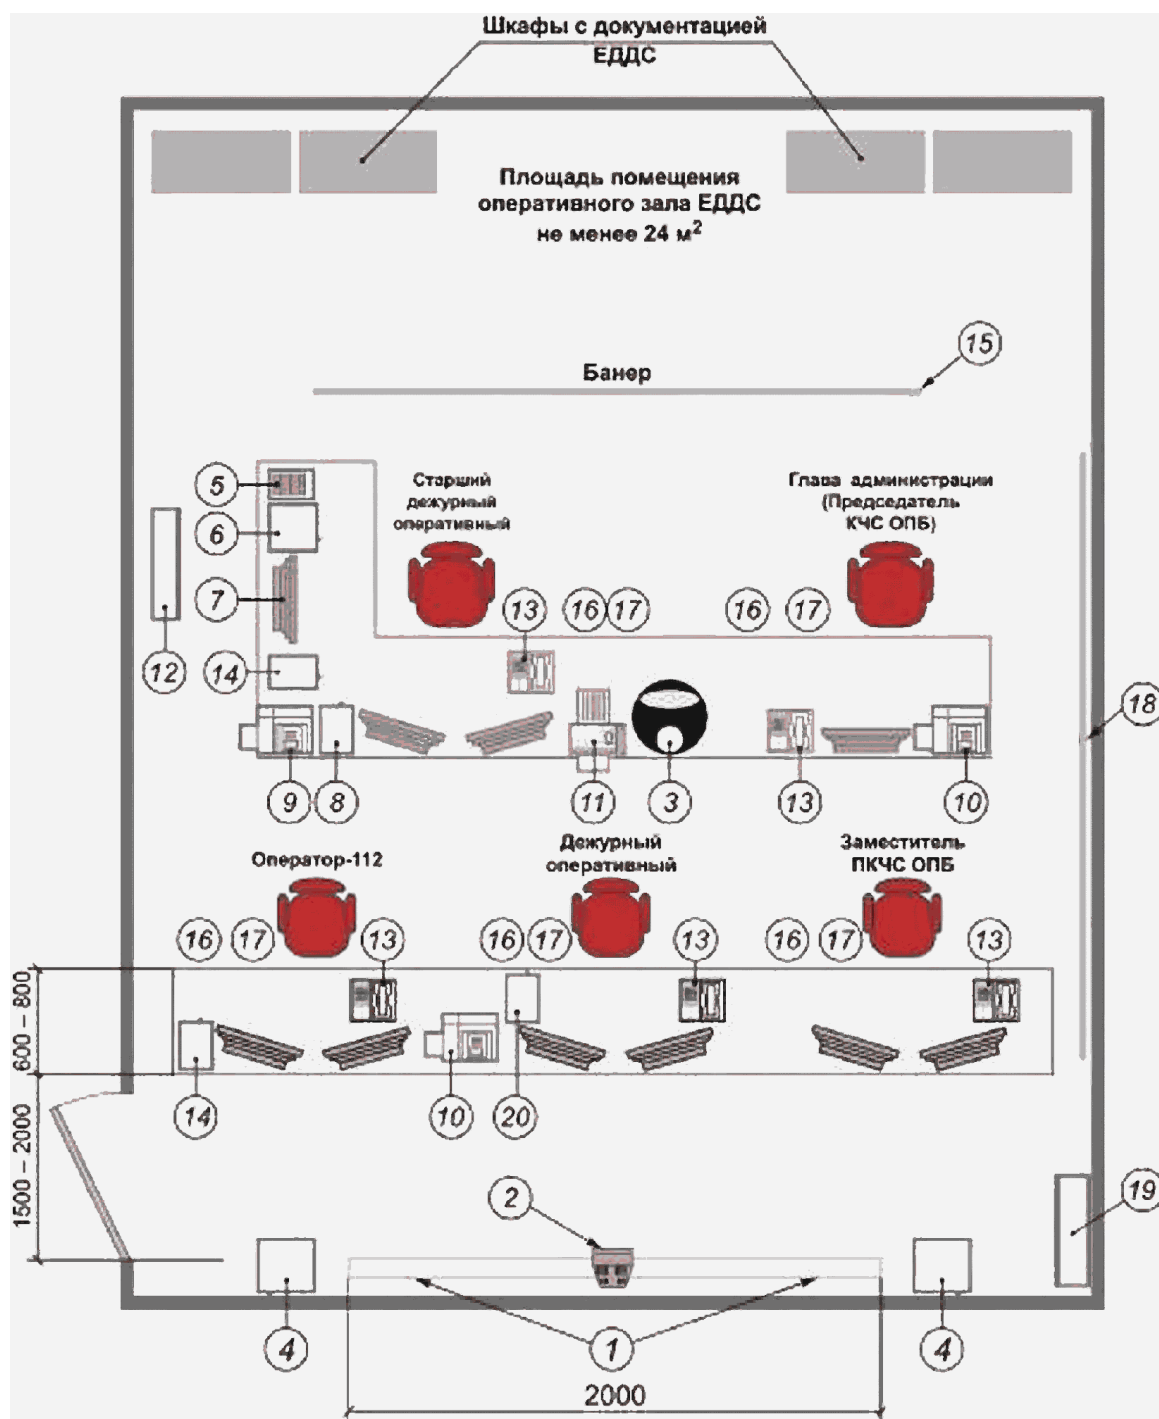 Шкафы с документацией
ЕДДС
Площадь помещения
оперативного зала ЕДДС
не менее 24 м²
15
Банер
5
Старший
дежурный
оперативный
Глава администрации
(Председатель
КЧС ОПБ)
6
7
13
16
17
16
17
12
14
18
9
8
11
3
13
10
Оператор-112
Дежурный
оперативный
Заместитель
ПКЧС ОПБ
16
17
13
16
17
13
16
17
13
600 – 800
14
10
20
1500 – 2000
2
19
4
1
4
2000